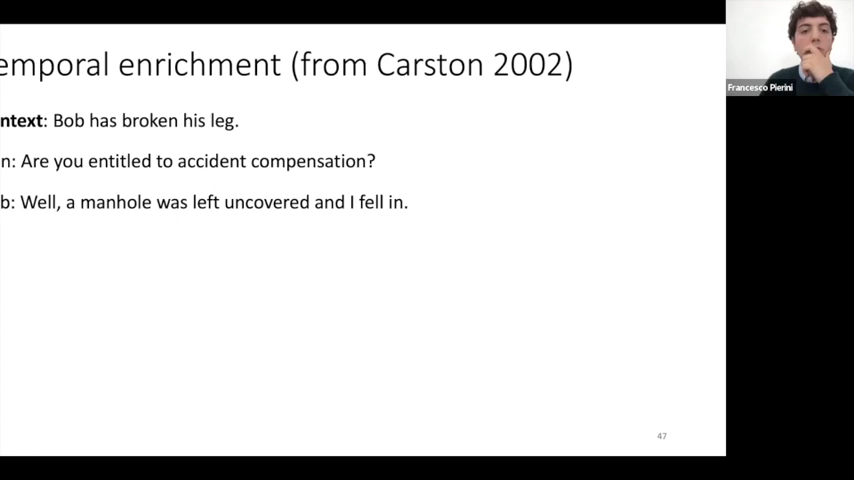 emporal enrichment (from Carston 2002)
Francesco Pierini
ntext: Bob has broken his leg.
n: Are you entitled to accident compensation?
b: Well, a manhole was left uncovered and I fell in.
47